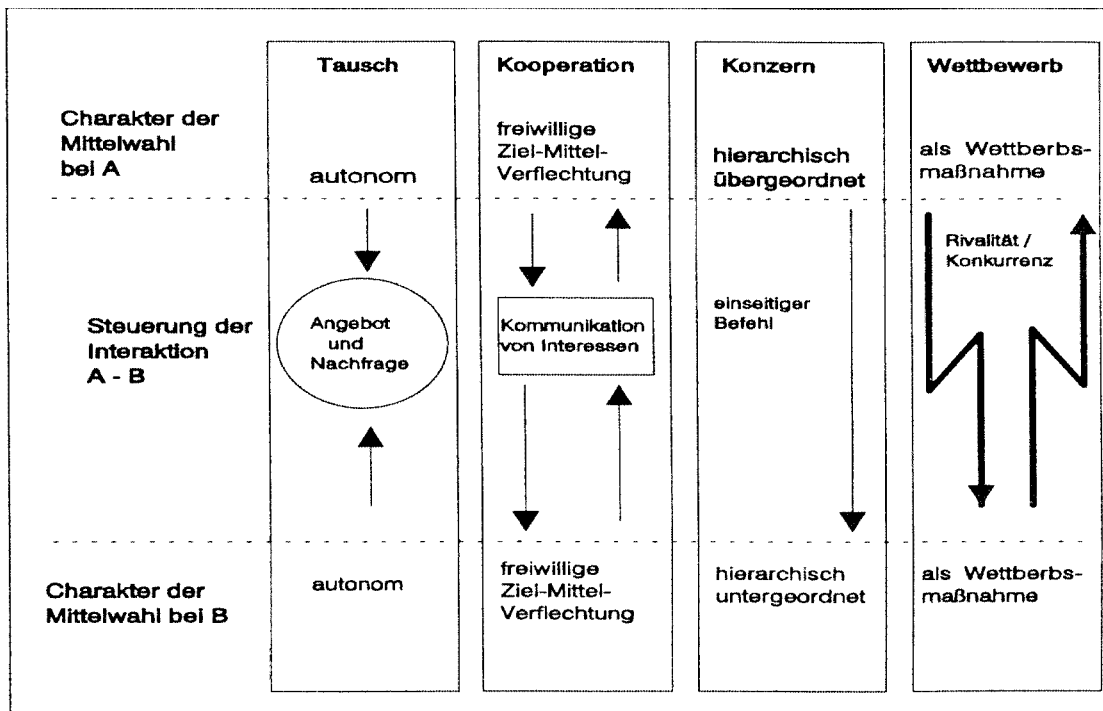 Tausch
Kooperation
Konzern
Wettbewerb
Charakter der
Mittelwahl
bei A
autonom
freiwillige
Ziel-Mittel-
Verflechtung
hierarchisch
übergeordnet
als Wettberbs-
maßnahme
Steuerung der
Interaktion
A - B
Angebot
und
Nachfrage
Kommunikation
von Interessen
einseitiger
Befehl
Rivalität /
Konkurrenz
Charakter der
Mittelwahl bei B
autonom
freiwillige
Ziel-Mittel-
Verflechtung
hierarchisch
untergeordnet
als Wettberbs-
maßnahme